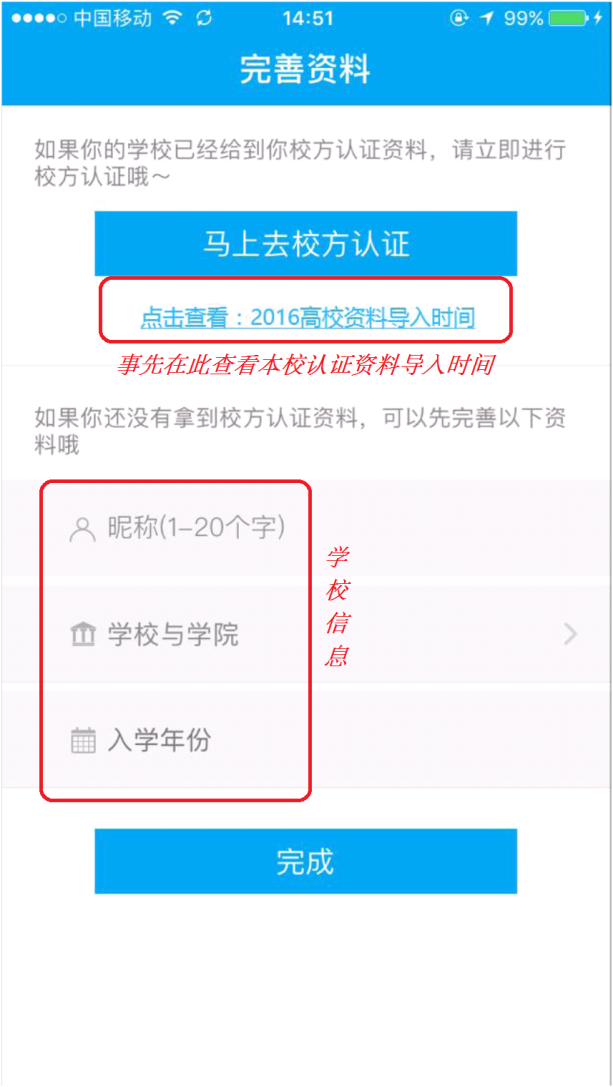 中国移动 14:51 99%
完善资料
如果你的学校已经给到你校方认证资料，请立即进行
校方认证哦～
马上去校方认证
点击查看：2016高校资料导入时间
事先在此查看本校认证资料导入时间
如果你还没有拿到校方认证资料，可以先完善以下资
料哦
昵称(1-20个字)
学校与学院
入学年份
学
校
信
息
完成